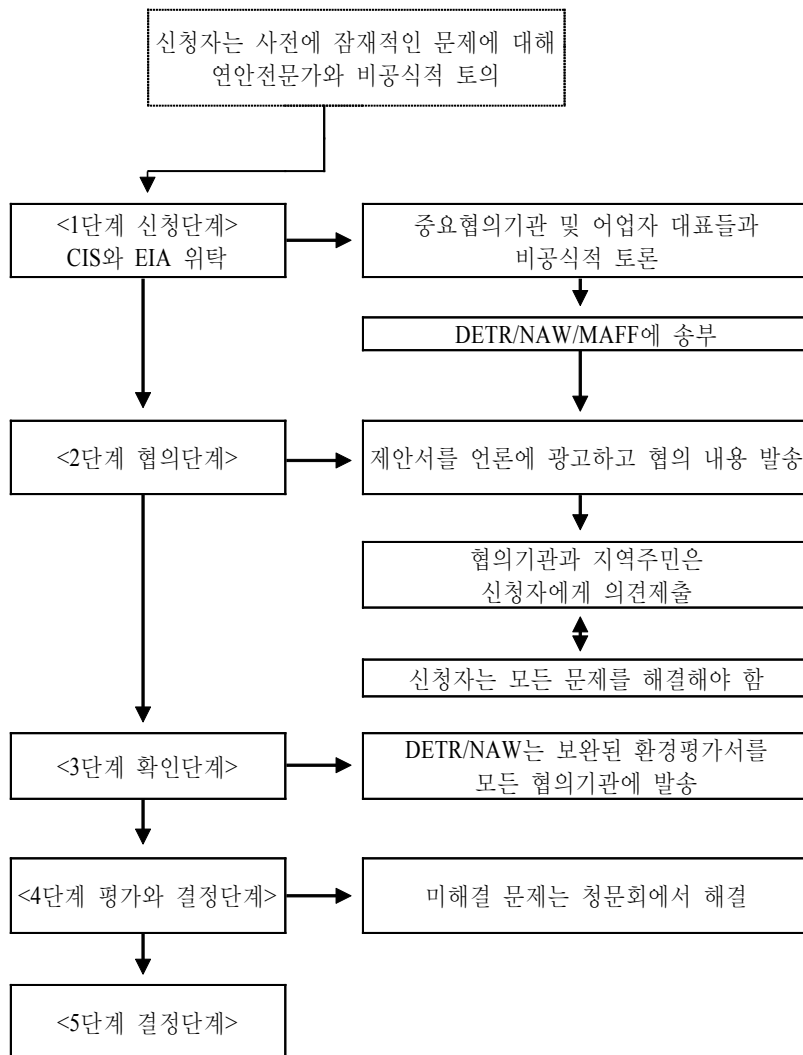 신청자는 사전에 잠재적인 문제에 대해
연안전문가와 비공식적 토의
<1단계 신청단계>
CIS와 EIA 위탁
중요협의기관 및 어업자 대표들과
비공식적 토론
DETR/NAW/MAFF에 송부
<2단계 협의단계>
제안서를 언론에 광고하고 협의 내용 발송
협의기관과 지역주민은
신청자에게 의견제출
신청자는 모든 문제를 해결해야 함
<3단계 확인단계>
DETR/NAW는 보완된 환경평가서를
모든 협의기관에 발송
<4단계 평가와 결정단계>
미해결 문제는 청문회에서 해결
<5단계 결정단계>